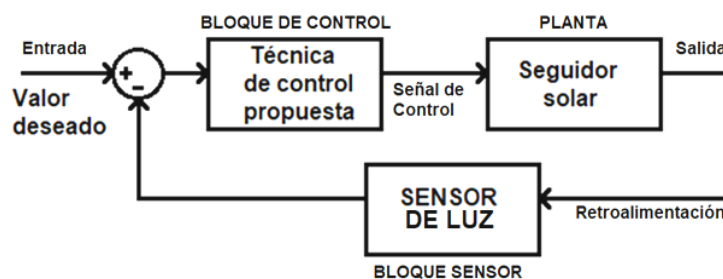 BLOQUE DE CONTROL
PLANTA
Entrada
Valor
deseado
+
-
Técnica
de control
propuesta
Señal de
Control
Seguidor
solar
Salida
SENSOR
DE LUZ
Retroalimentación
BLOQUE SENSOR